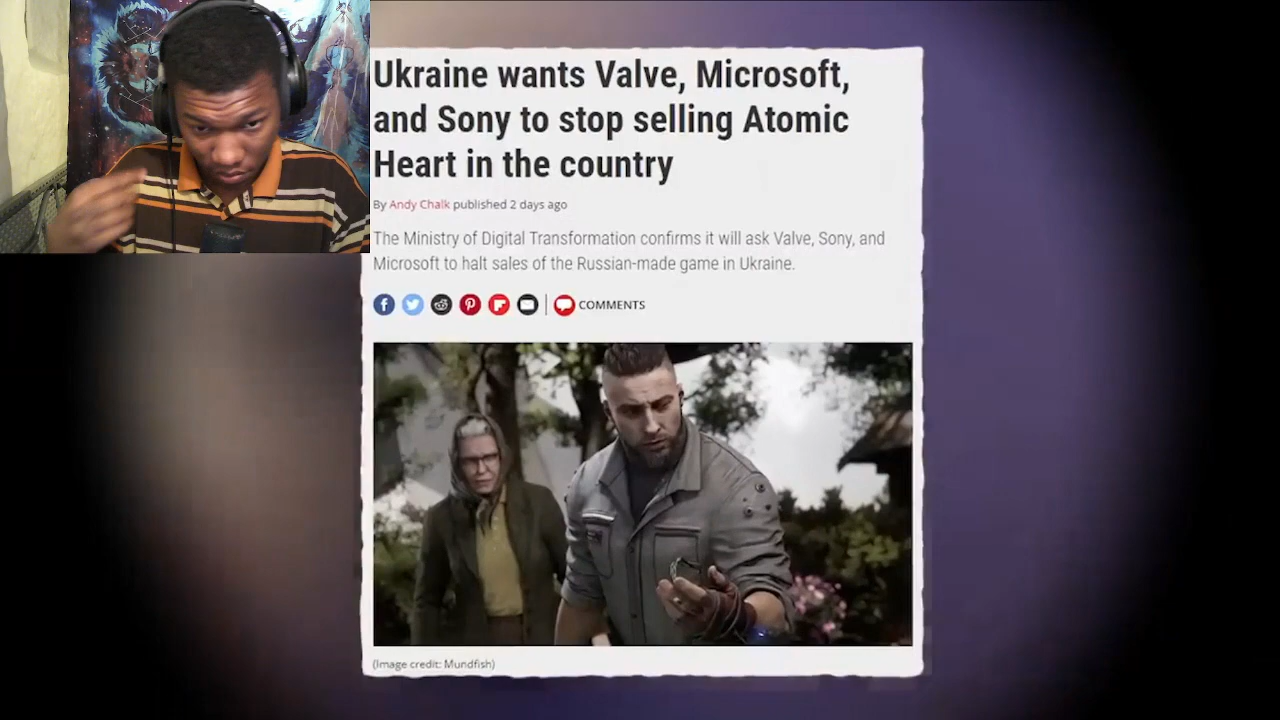 Ukraine wants Valve, Microsoft,
and Sony to stop selling Atomic
Heart in the country
By Andy Chalk published 2 days ago
The Ministry of Digital Transformation confirms it will ask Valve, Sony, and
Microsoft to halt sales of the Russian-made game in Ukraine.
COMMENTS
(Image credit: Mundfish)